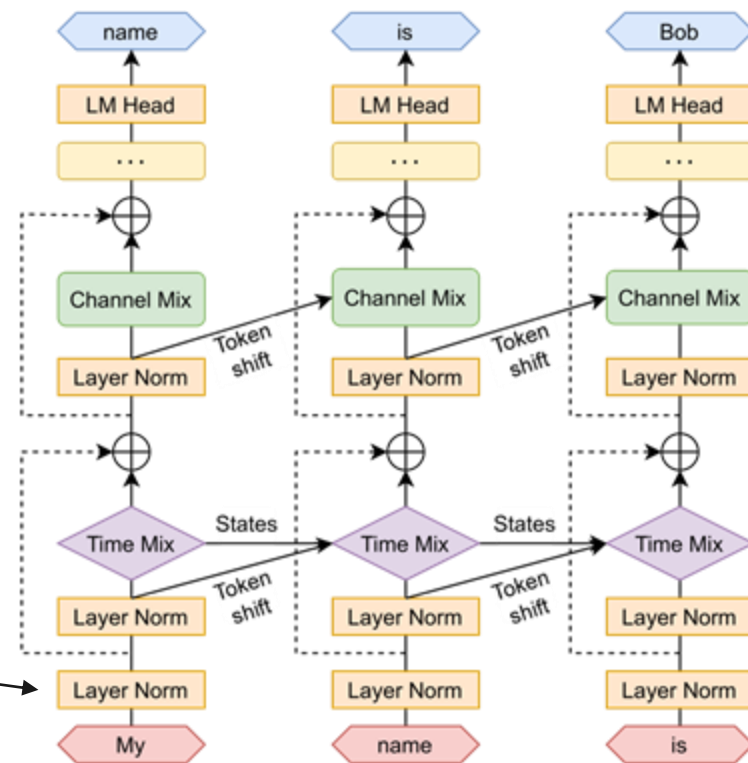 name is Bob
LM Head LM Head LM Head
... ... ...
Channel Mix Channel Mix Channel Mix
Token Token
shift shift
Layer Norm Layer Norm Layer Norm
States States
Time Mix Time Mix Time Mix
Token Token
shift shift
Layer Norm Layer Norm Layer Norm
Layer Norm Layer Norm Layer Norm
My name is